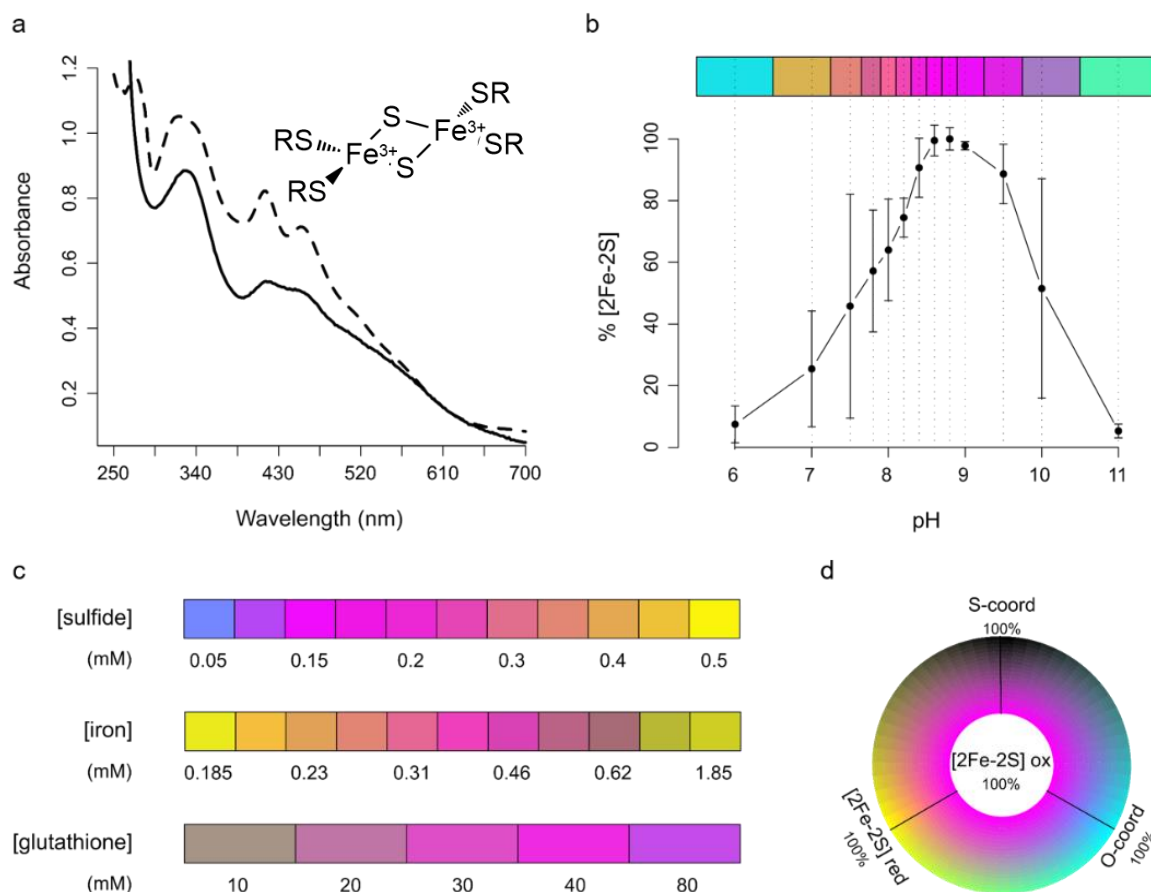 a
1.2
1.0
0.8
0.6
0.4
0.2
Absorbance
250 340 430 520 610 700
Wavelength (nm)
RS
RS
Fe3+
S
S
Fe3+
SR
SR
b
100
80
60
40
20
0
% [2Fe-2S]
6 7 8 9 10 11
pH
c
[sulfide]
(mM) 0.05 0.15 0.2 0.3 0.4 0.5
[iron]
(mM) 0.185 0.23 0.31 0.46 0.62 1.85
[glutathione]
(mM) 10 20 30 40 80
d
S-coord
100%
[2Fe-2S] ox
100%
[2Fe-2S] red
100%
O-coord
100%